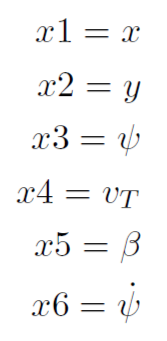 x1 = x
x2 = y
x3 = ψ
x4 = v_T
x5 = β
x6 = ψ̇